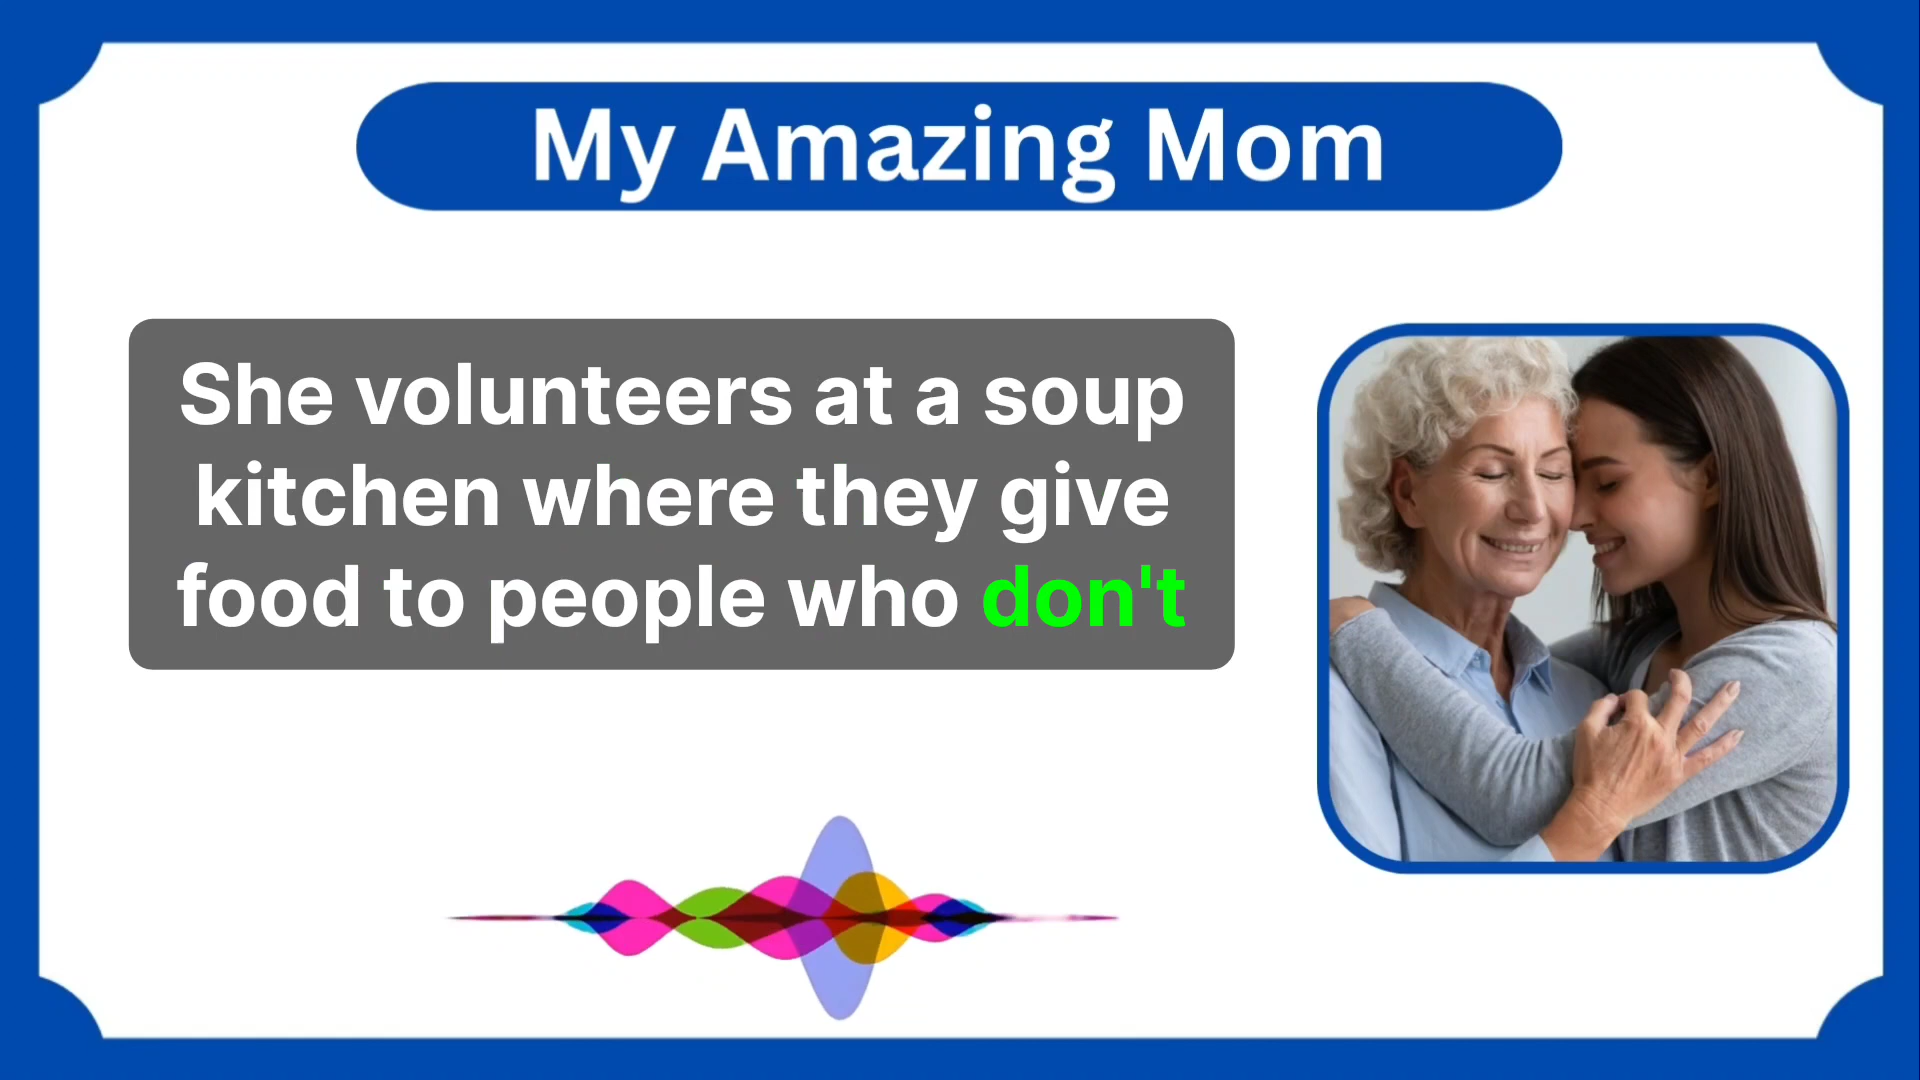 My Amazing Mom
She volunteers at a soup
kitchen where they give
food to people who don't